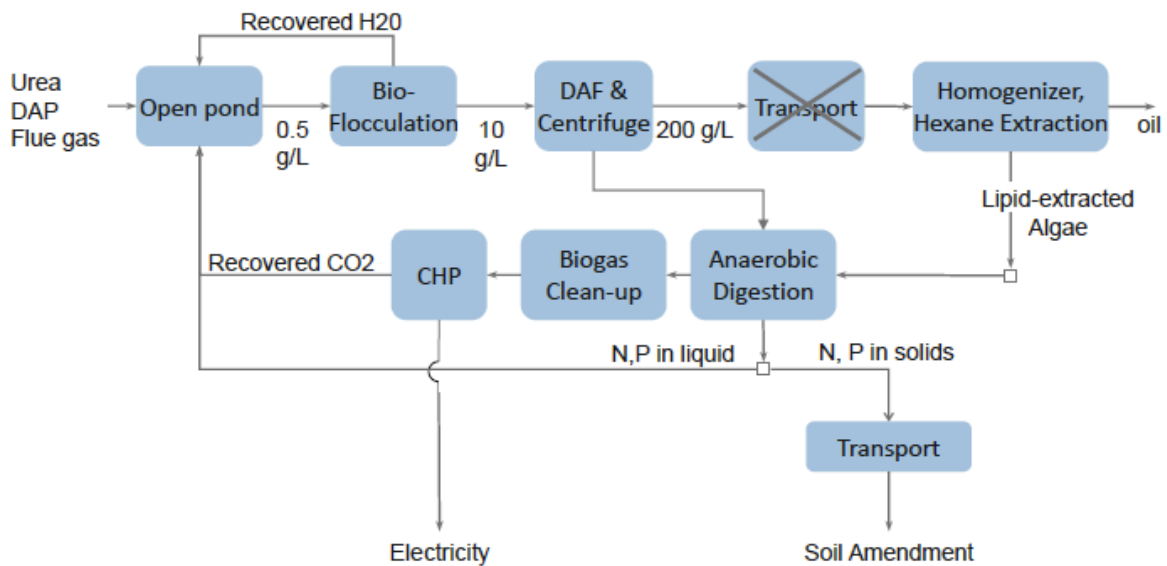 Recovered H20
Urea
DAP
Flue gas
Open pond
0.5
g/L
Bio-
Flocculation
10
g/L
DAF &
Centrifuge
200 g/L
Transport
Homogenizer,
Hexane Extraction
oil
Lipid-extracted
Algae
Recovered CO2
CHP
Biogas
Clean-up
Anaerobic
Digestion
N,P in liquid
N, P in solids
Transport
Electricity
Soil Amendment